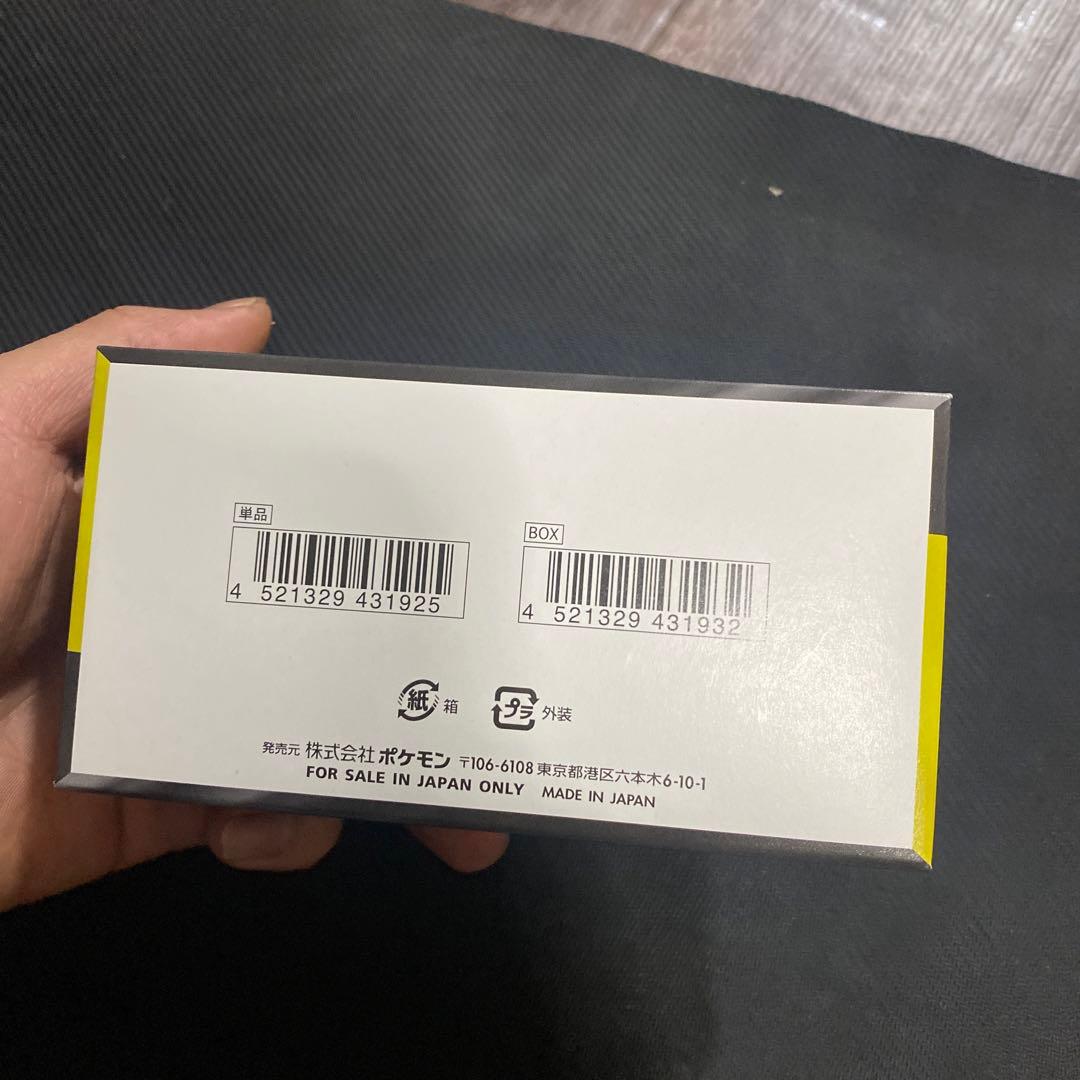 単品
4 521329 431925
BOX
4 521329 431932
紙 箱
プラ 外装
発売元 株式会社 ポケモン 〒106-6108 東京都港区六本木6-10-1
FOR SALE IN JAPAN ONLY MADE IN JAPAN